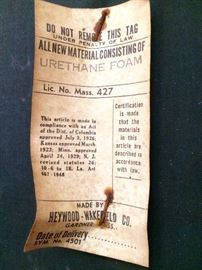 DO NOT REMOVE THIS TAG
UNDER PENALTY OF LAW
ALL NEW MATERIAL CONSISTING OF
URETHANE FOAM
Lic. No. Mass. 427
This article is made in
compliance with an Act
of the Dist. of Columbia
approved July 3, 1926;
Kansas approved March
1923; Minn. approved
April 24, 1929; N. J.
revised statutes 26:
10-6 to 18. La. Act
467-1948
Certification
is made
that the
materials
in this
article are
described in
accordance
with law.
MADE BY
HEYWOOD-WAKEFIELD CO.
GARDNER, MASS.
Date of Delivery
SYM No. 4501